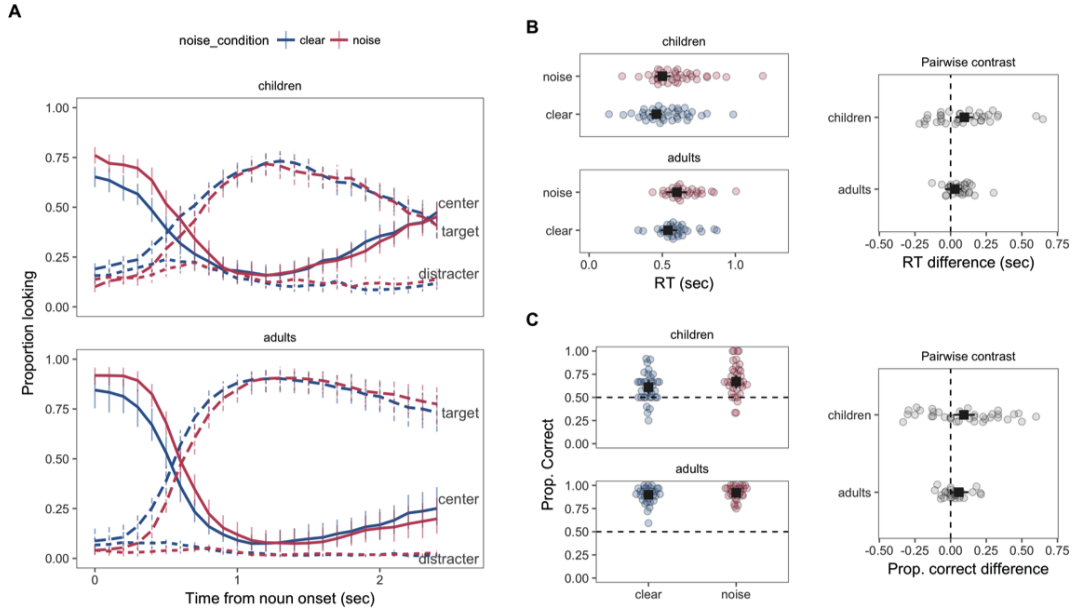 A
noise_condition clear noise
children
1.00
0.75
0.50
0.25
0.00
center
target
distracter
adults
1.00
0.75
0.50
0.25
0.00
target
center
distracter
0 1 2
Proportion looking
Time from noun onset (sec)
B
children
noise
clear
adults
noise
clear
0.0 0.5 1.0
RT (sec)
Pairwise contrast
children
adults
-0.50 -0.25 0.00 0.25 0.50 0.75
RT difference (sec)
C
children
1.00
0.75
0.50
0.25
0.00
adults
1.00
0.75
0.50
0.25
0.00
Prop. Correct
clear noise
Pairwise contrast
children
adults
-0.50 -0.25 0.00 0.25 0.50 0.75
Prop. correct difference